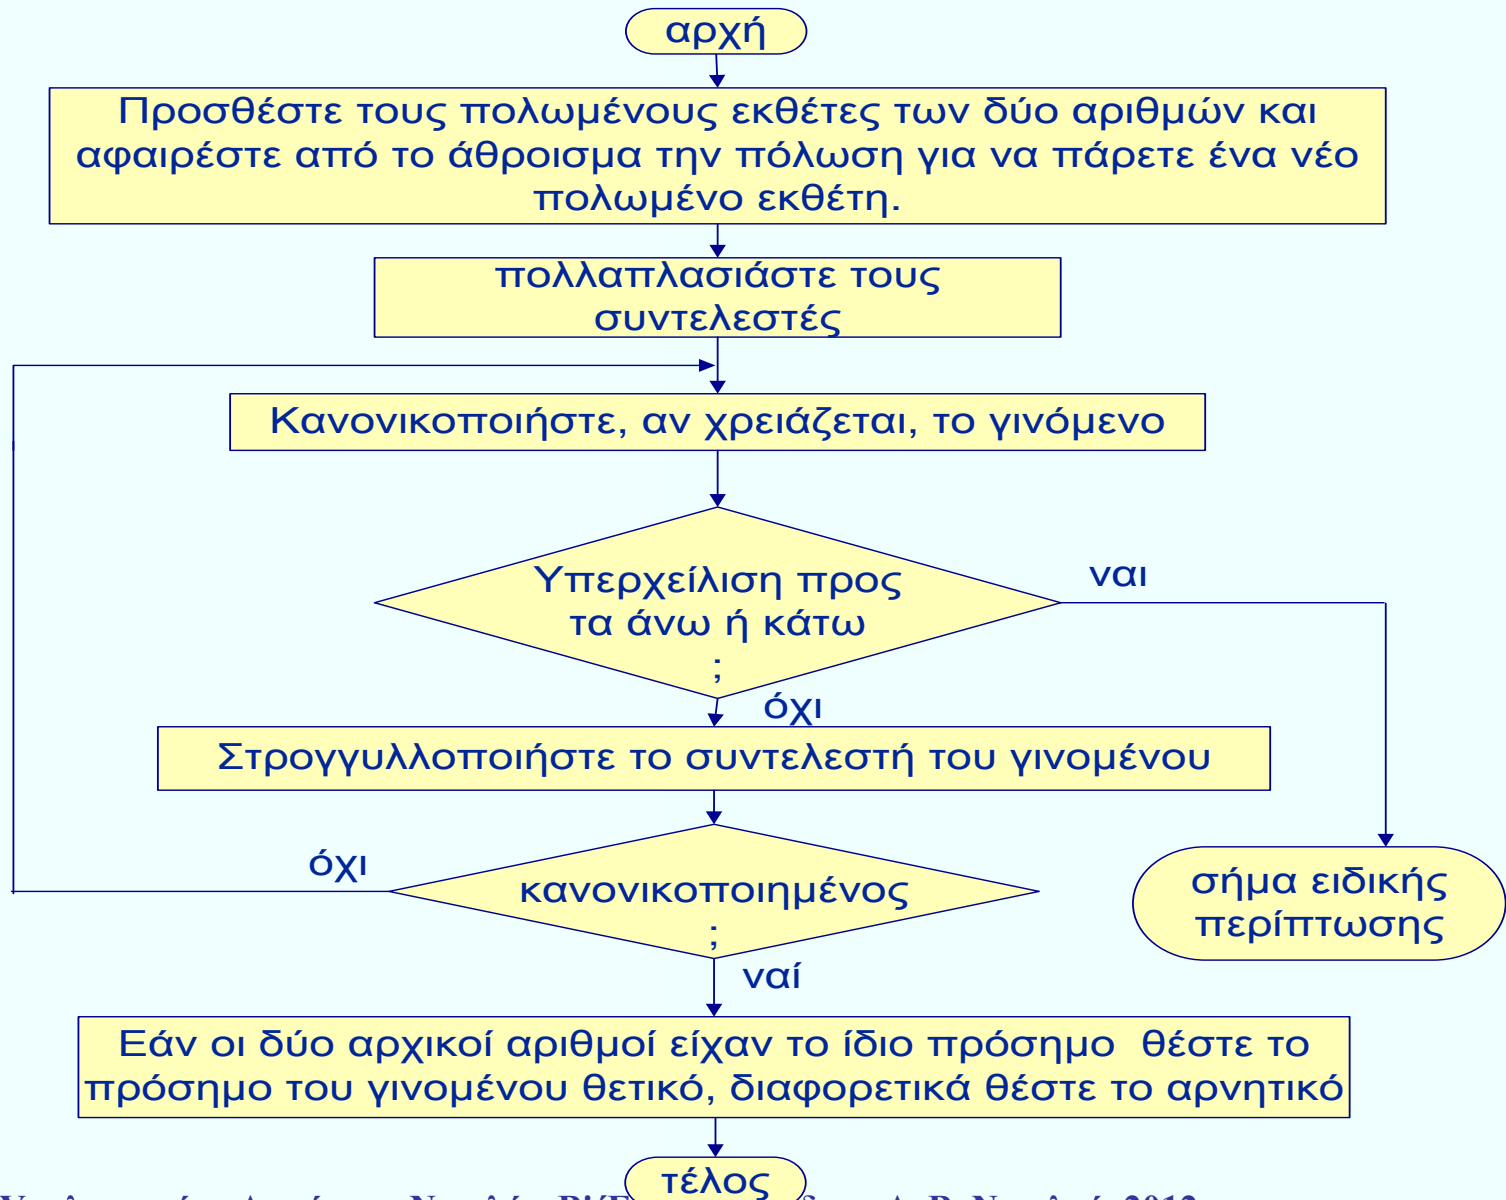 αρχή
Προσθέστε τους πολωμένους εκθέτες των δύο αριθμών και
αφαιρέστε από το άθροισμα την πόλωση για να πάρετε ένα νέο
πολωμένο εκθέτη.
πολλαπλασιάστε τους
συντελεστές
Κανονικοποιήστε, αν χρειάζεται, το γινόμενο
Υπερχείλιση προς
τα άνω ή κάτω
;
ναι
όχι
Στρογγυλλοποιήστε το συντελεστή του γινομένου
όχι
κανονικοποιημένος
;
σήμα ειδικής
περίπτωσης
ναί
Εάν οι δύο αρχικοί αριθμοί είχαν το ίδιο πρόσημο θέστε το
πρόσημο του γινομένου θετικό, διαφορετικά θέστε το αρνητικό
τέλος
2012